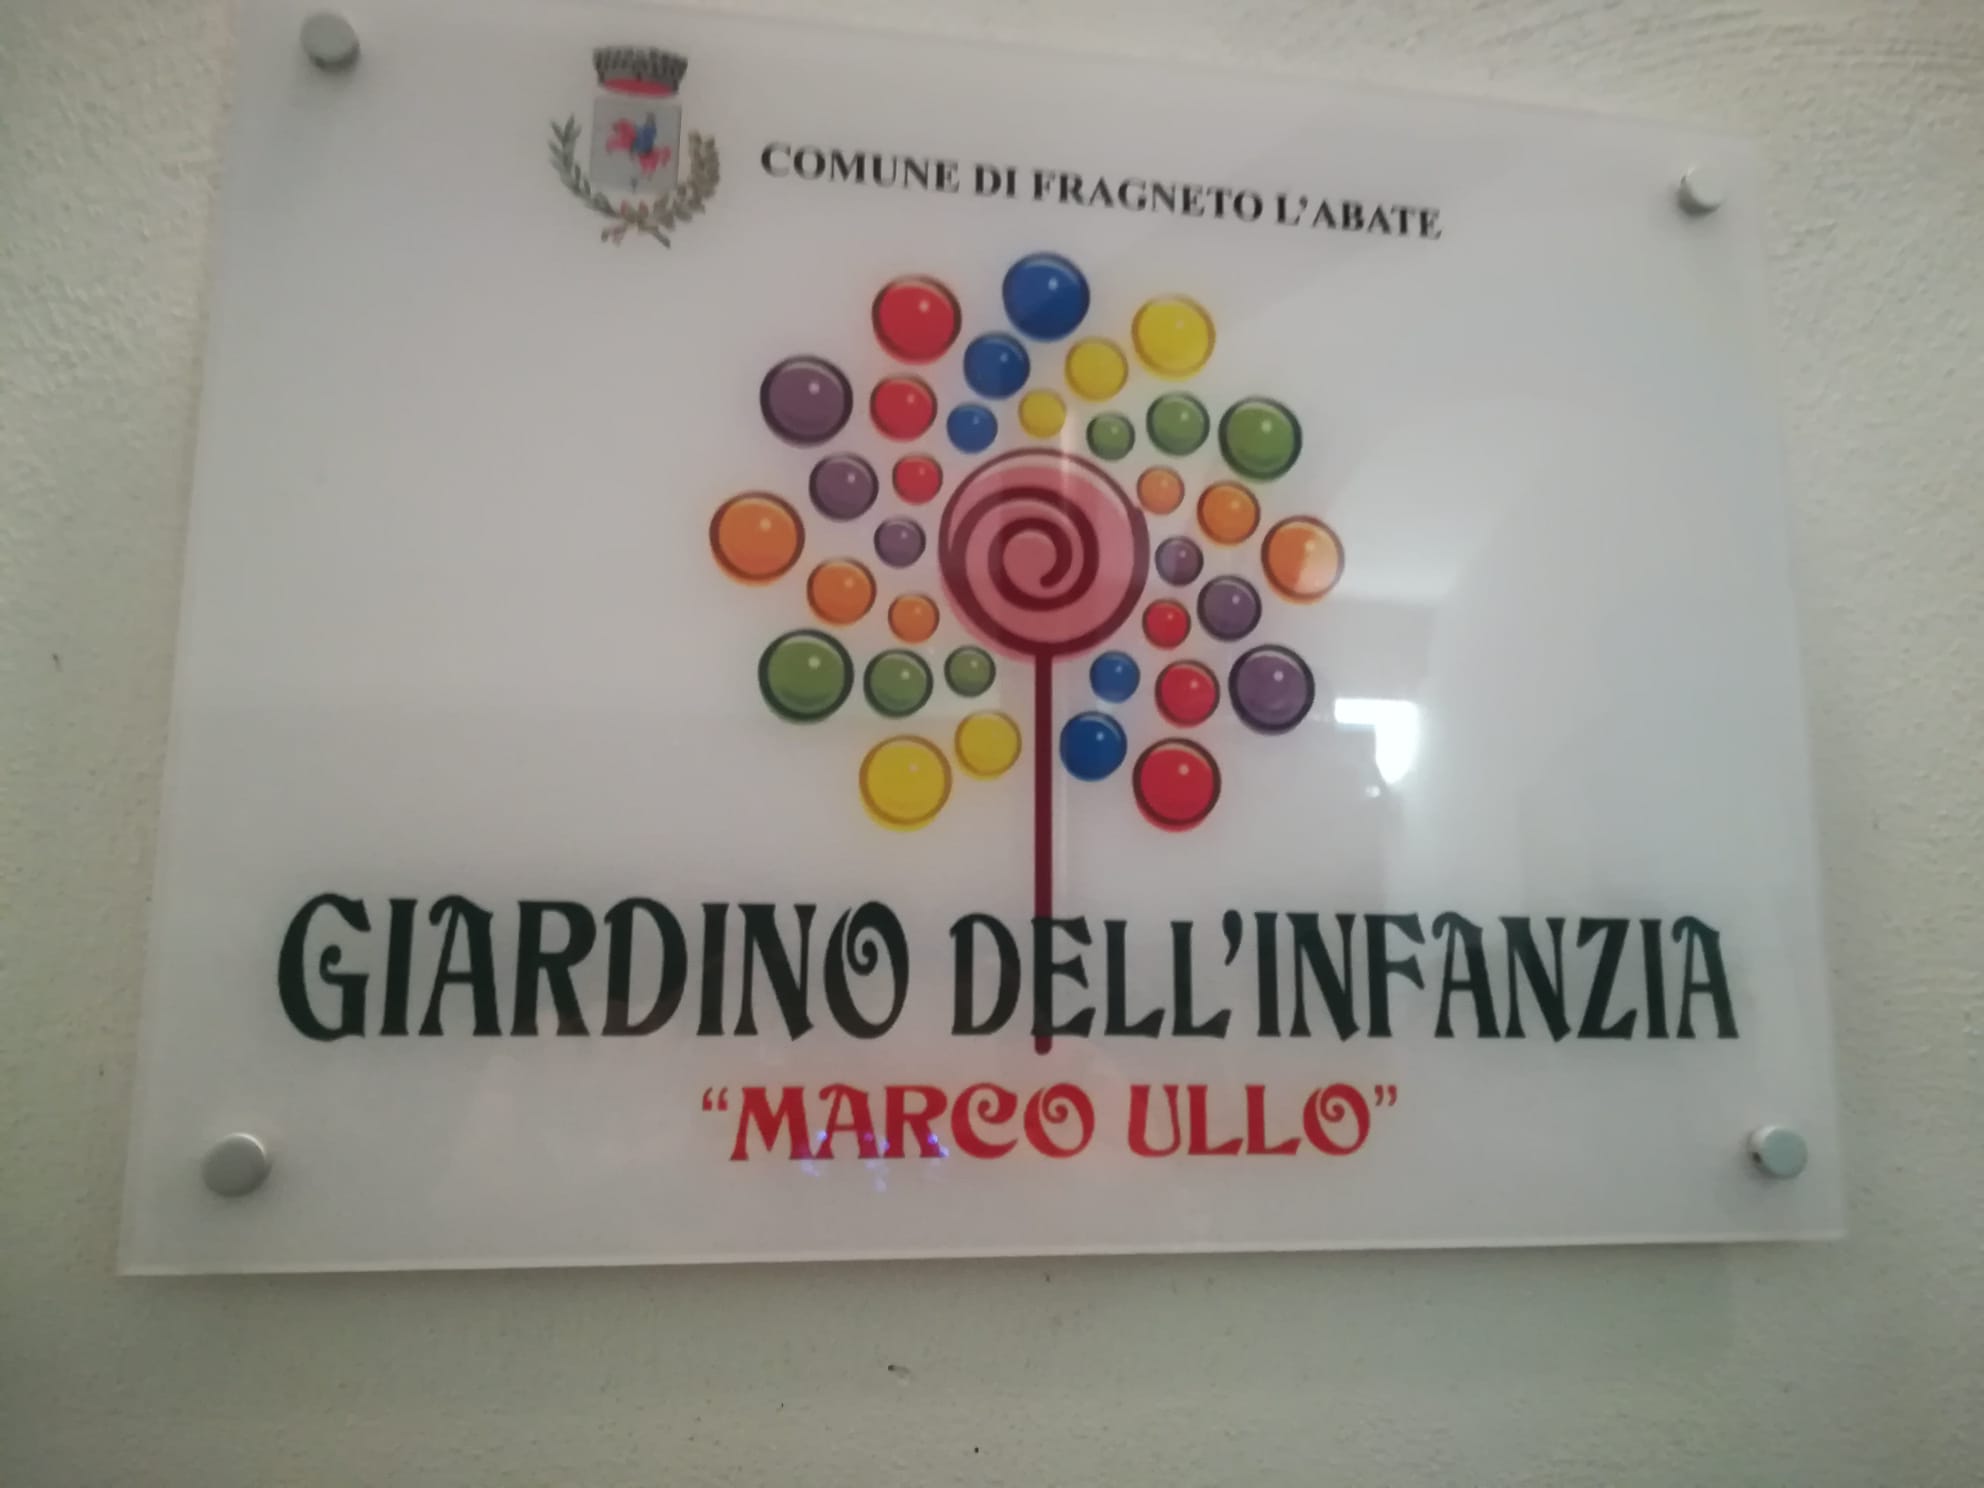 COMUNE DI FRAGNETO L'ABATE
GIARDINO DELL'INFANZIA
“MARCO ULLO”